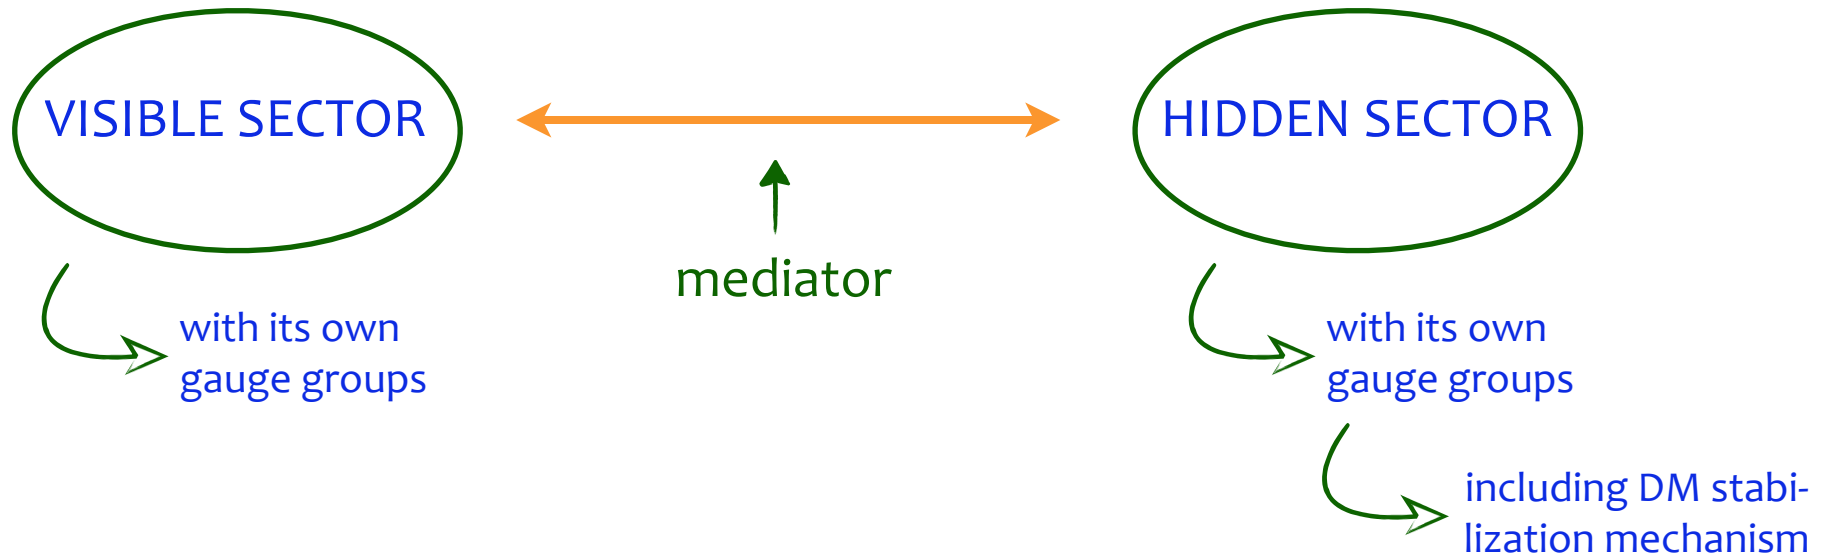 VISIBLE SECTOR
HIDDEN SECTOR
mediator
with its own
gauge groups
with its own
gauge groups
including DM stabi-
lization mechanism